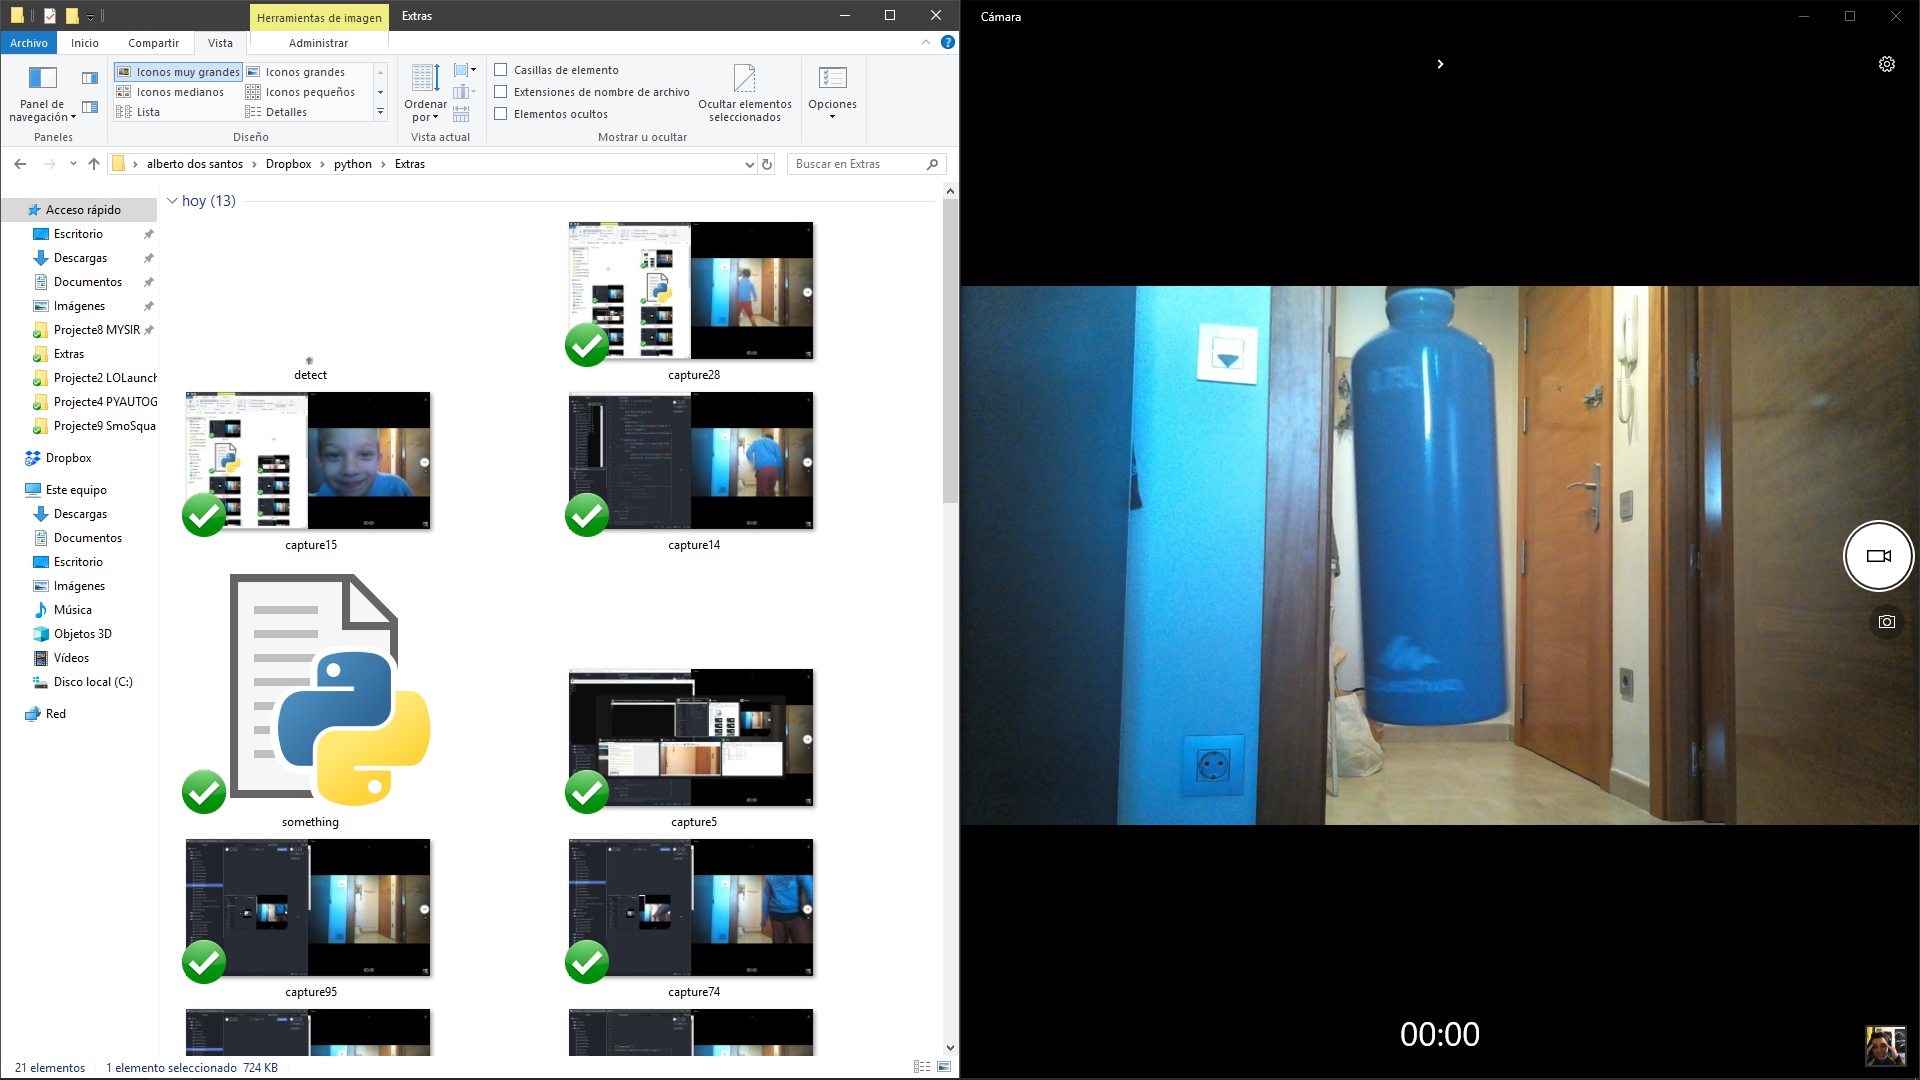 Herramientas de imagen
Extras
Archivo
Inicio
Compartir
Vista
Administrar
Panel de navegación
Iconos muy grandes
Iconos grandes
Iconos medianos
Iconos pequeños
Lista
Detalles
Ordenar por
Casillas de elemento
Extensiones de nombre de archivo
Elementos ocultos
Ocultar elementos seleccionados
Opciones
Paneles
Diseño
Vista actual
Mostrar u ocultar
alberto dos santos
Dropbox
python
Extras
Buscar en Extras
Acceso rápido
Escritorio
Descargas
Documentos
Imágenes
Projecte8 MYSIR
Extras
Projecte2 LOLaunch
Projecte4 PYAUTOG
Projecte9 SmoSqua
Dropbox
Este equipo
Descargas
Documentos
Escritorio
Imágenes
Música
Objetos 3D
Vídeos
Disco local (C:)
Red
hoy (13)
detect
capture28
capture15
capture14
something
capture5
capture95
capture74
21 elementos
1 elemento seleccionado 724 KB
Cámara
00:00